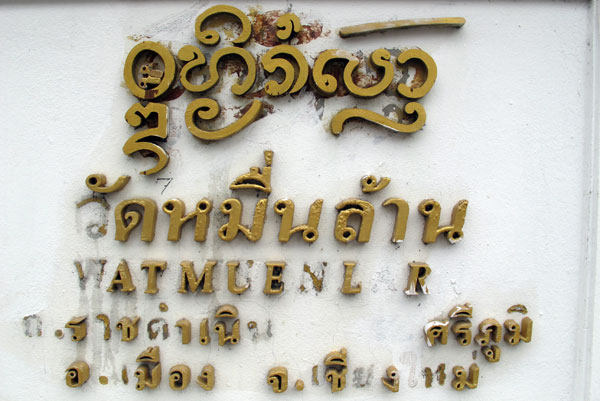 วัดหมื่นล้าน
WATMUENLAR
ถ.ราชดำเนิน ศรีภูมิ
อ.เมือง จ.เชียงใหม่